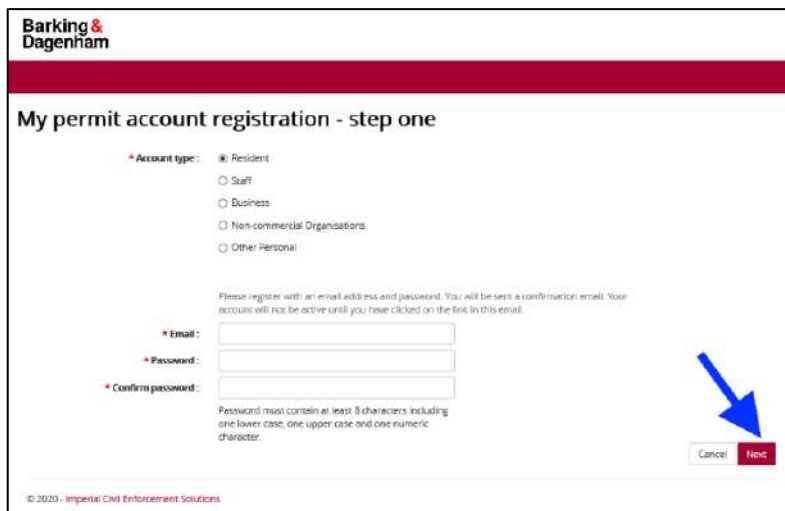 Barking&
Dagenham
My permit account registration - step one
* Account type : Resident
Staff
Business
Non-commercial Organisations
Other Personal
Please register with an email address and password. You will be sent a confirmation email. Your
account will not be active until you have clicked on the link in this email.
* Email :
* Password :
* Confirm password :
Password must contain at least 8 characters including
one lower case, one upper case and one numeric
character.
Cancel Next
© 2020 - Imperial Civil Enforcement Solutions